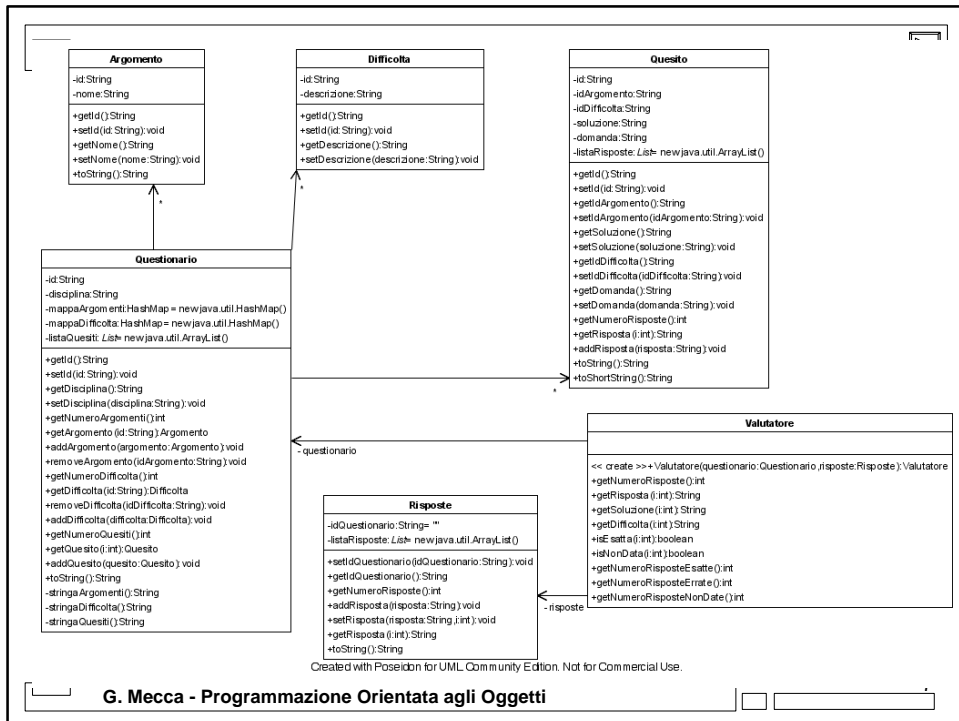 Argomento
-id:String
-nome:String
+getId():String
+setId(id:String):void
+getNome():String
+setNome(nome:String):void
+toString():String
Difficolta
-id:String
-descrizione:String
+getId():String
+setId(id:String):void
+getDescrizione():String
+setDescrizione(descrizione:String):void
Quesito
-id:String
-idArgomento:String
-idDifficolta:String
-soluzione:String
-domanda:String
-listaRisposte: List= new java.util.ArrayList()
+getId():String
+setId(id:String):void
+getIdArgomento():String
+setIdArgomento(idArgomento:String):void
+getSoluzione():String
+setSoluzione(soluzione:String):void
+getIdDifficolta():String
+setIdDifficolta(idDifficolta:String):void
+getDomanda():String
+setDomanda(domanda:String):void
+getNumeroRisposte():int
+getRisposta(i:int):String
+addRisposta(risposta:String):void
+toString():String
+toShortString():String
*
*
*
Questionario
-id:String
-disciplina:String
-mappaArgomenti:HashMap = new java.util.HashMap()
-mappaDifficolta:HashMap = new java.util.HashMap()
-listaQuesiti: List= new java.util.ArrayList()
+getId():String
+setId(id:String):void
+getDisciplina():String
+setDisciplina(disciplina:String):void
+getNumeroArgomenti():int
+getArgomento(id:String):Argomento
+addArgomento(argomento:Argomento):void
+removeArgomento(idArgomento:String):void
+getNumeroDifficolta():int
+getDifficolta(id:String):Difficolta
+removeDifficolta(idDifficolta:String):void
+addDifficolta(difficolta:Difficolta):void
+getNumeroQuesiti():int
+getQuesito(i:int):Quesito
+addQuesito(quesito:Quesito):void
+toString():String
-stringaArgomenti():String
-stringaDifficolta():String
-stringaQuesiti():String
- questionario
Valutatore
<< create >>+Valutatore(questionario:Questionario,risposte:Risposte):Valutatore
+getNumeroRisposte():int
+getRisposta(i:int):String
+getSoluzione(i:int):String
+getDifficolta(i:int):String
+isEsatta(i:int):boolean
+isNonData(i:int):boolean
+getNumeroRisposteEsatte():int
+getNumeroRisposteErrate():int
+getNumeroRisposteNonDate():int
- risposte
Risposte
-idQuestionario:String= ""
-listaRisposte: List= new java.util.ArrayList()
+setIdQuestionario(idQuestionario:String):void
+getIdQuestionario():String
+getNumeroRisposte():int
+addRisposta(risposta:String):void
+setRisposta(risposta:String,i:int):void
+getRisposta(i:int):String
+toString():String
Created with Poseidon for UML Community Edition. Not for Commercial Use.
G. Mecca - Programmazione Orientata agli Oggetti